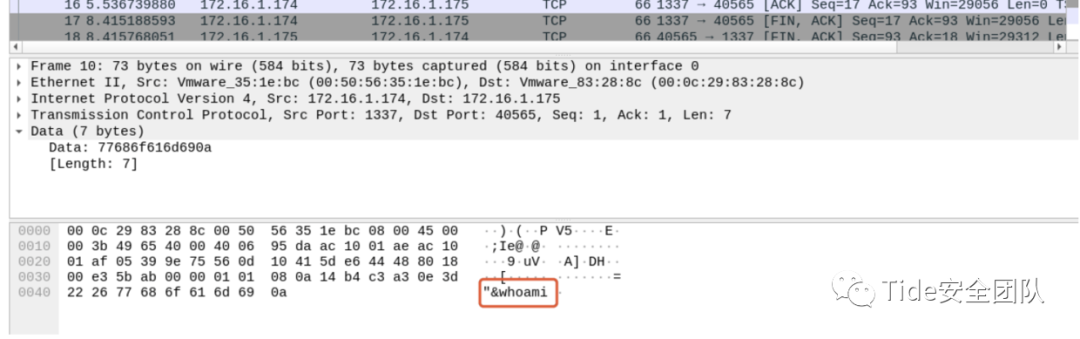 16 5.536739880 172.16.1.174 172.16.1.175 TCP 66 1337 → 40565 [ACK] Seq=17 Ack=93 Win=29056 Len=0 TS
17 8.415188593 172.16.1.174 172.16.1.175 TCP 66 1337 → 40565 [FIN, ACK] Seq=17 Ack=93 Win=29056 Le
18 8.415768051 172.16.1.175 172.16.1.174 TCP 66 40565 → 1337 [FIN, ACK] Seq=93 Ack=18 Win=29312 Len
Frame 10: 73 bytes on wire (584 bits), 73 bytes captured (584 bits) on interface 0
Ethernet II, Src: Vmware_35:1e:bc (00:50:56:35:1e:bc), Dst: Vmware_83:28:8c (00:0c:29:83:28:8c)
Internet Protocol Version 4, Src: 172.16.1.174, Dst: 172.16.1.175
Transmission Control Protocol, Src Port: 1337, Dst Port: 40565, Seq: 1, Ack: 1, Len: 7
Data (7 bytes)
Data: 77686f616d690a
[Length: 7]
0000 00 0c 29 83 28 8c 00 50 56 35 1e bc 08 00 45 00 ··)·(··P V5····E·
0010 00 3b 49 65 40 00 40 06 95 da ac 10 01 ae ac 10 ·;Ie@·@· ········
0020 01 af 05 39 9e 75 56 0d 10 41 5d e6 44 48 80 18 ···9·uV· ·A]·DH··
0030 00 e3 5b ab 00 00 01 01 08 0a 14 b4 c3 a3 0e 3d ··[····· ·······=
0040 22 26 77 68 6f 61 6d 69 0a "&whoami ·
Tide安全团队